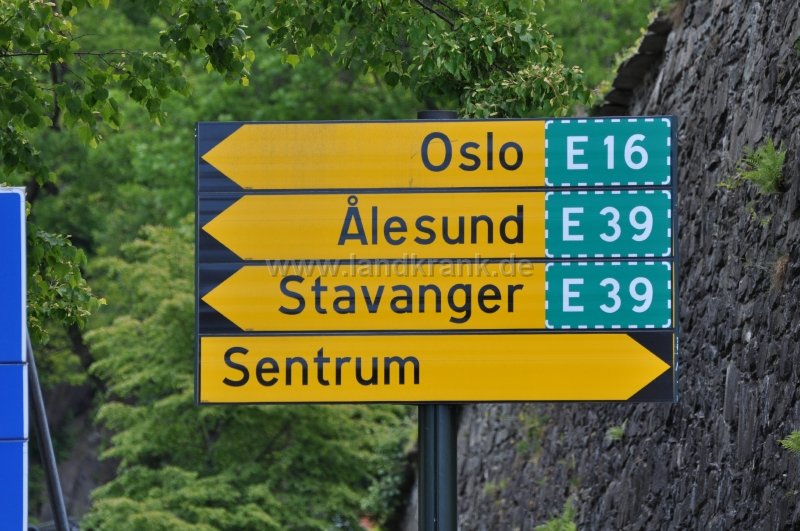 Oslo E 16
Ålesund E 39
www.landkrank.de
Stavanger E 39
Sentrum